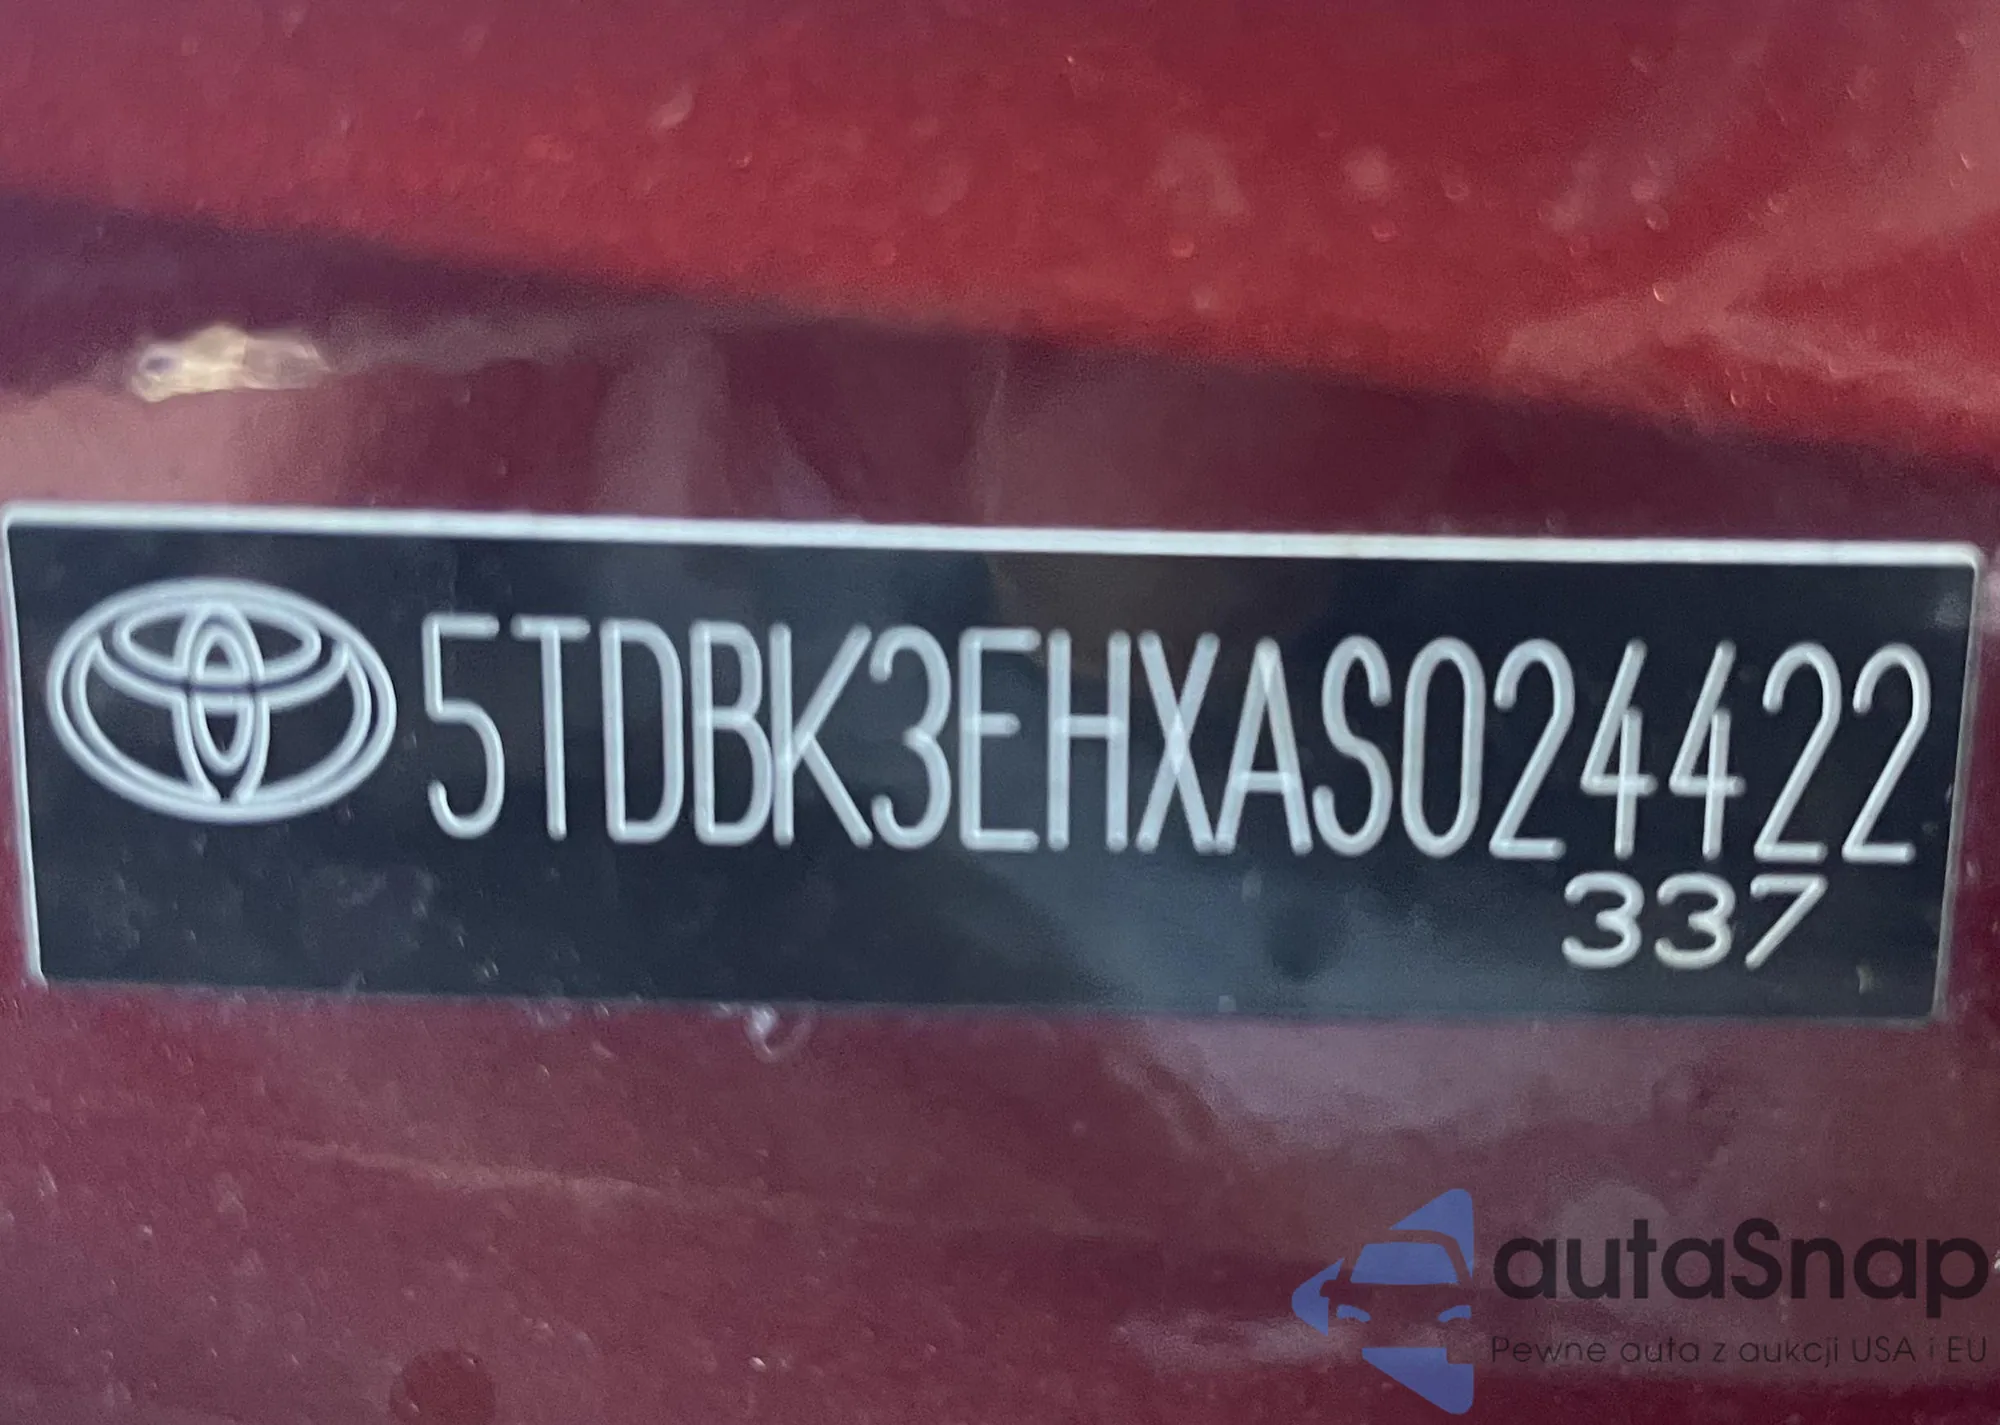 5TDBK3EHXAS024422
337
autaSnap
Pewne auta z aukcji USA i EU